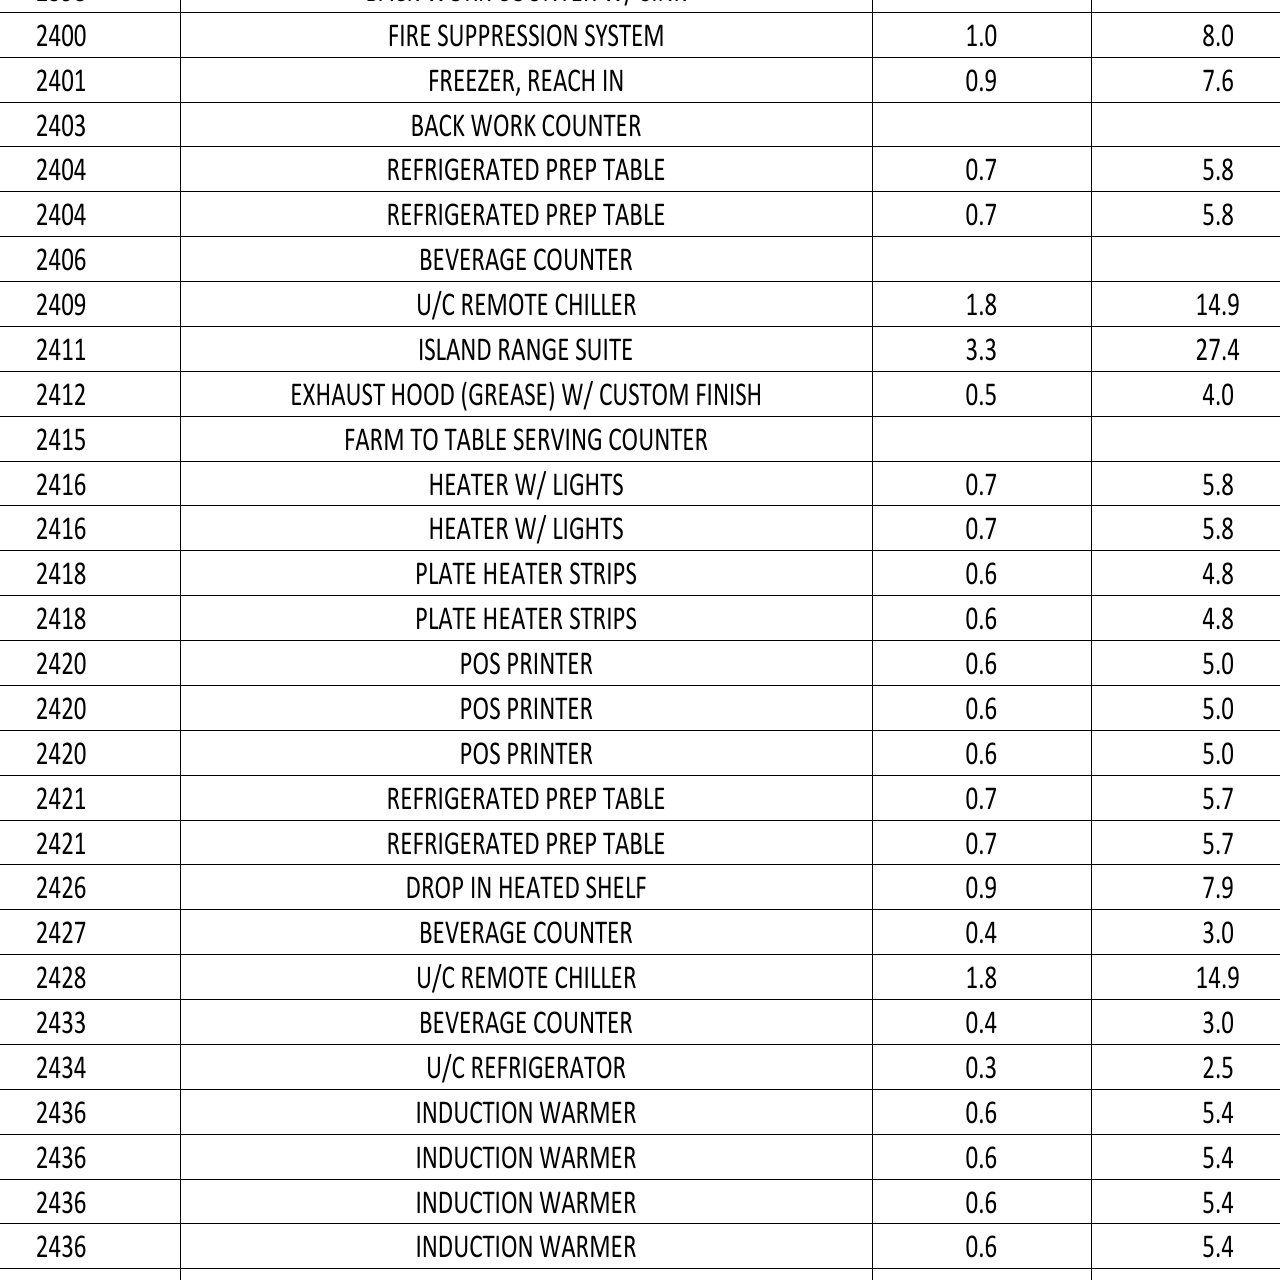 2400 FIRE SUPPRESSION SYSTEM 1.0 8.0
2401 FREEZER, REACH IN 0.9 7.6
2403 BACK WORK COUNTER
2404 REFRIGERATED PREP TABLE 0.7 5.8
2404 REFRIGERATED PREP TABLE 0.7 5.8
2406 BEVERAGE COUNTER
2409 U/C REMOTE CHILLER 1.8 14.9
2411 ISLAND RANGE SUITE 3.3 27.4
2412 EXHAUST HOOD (GREASE) W/ CUSTOM FINISH 0.5 4.0
2415 FARM TO TABLE SERVING COUNTER
2416 HEATER W/ LIGHTS 0.7 5.8
2416 HEATER W/ LIGHTS 0.7 5.8
2418 PLATE HEATER STRIPS 0.6 4.8
2418 PLATE HEATER STRIPS 0.6 4.8
2420 POS PRINTER 0.6 5.0
2420 POS PRINTER 0.6 5.0
2420 POS PRINTER 0.6 5.0
2421 REFRIGERATED PREP TABLE 0.7 5.7
2421 REFRIGERATED PREP TABLE 0.7 5.7
2426 DROP IN HEATED SHELF 0.9 7.9
2427 BEVERAGE COUNTER 0.4 3.0
2428 U/C REMOTE CHILLER 1.8 14.9
2433 BEVERAGE COUNTER 0.4 3.0
2434 U/C REFRIGERATOR 0.3 2.5
2436 INDUCTION WARMER 0.6 5.4
2436 INDUCTION WARMER 0.6 5.4
2436 INDUCTION WARMER 0.6 5.4
2436 INDUCTION WARMER 0.6 5.4